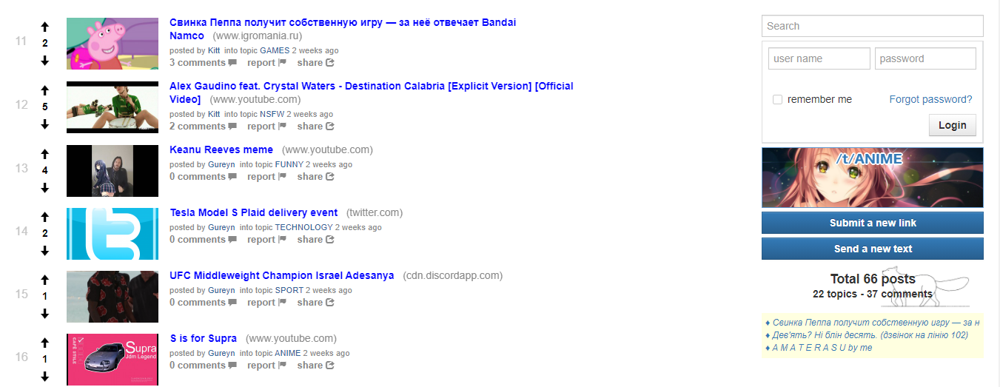 11
2
Свинка Пеппа получит собственную игру — за неё отвечает Bandai
Namco (www.igromania.ru)
posted by Kitt into topic GAMES 2 weeks ago
3 comments report share
12
5
Alex Gaudino feat. Crystal Waters - Destination Calabria [Explicit Version] [Official
Video] (www.youtube.com)
posted by Kitt into topic NSFW 2 weeks ago
2 comments report share
13
4
Keanu Reeves meme (www.youtube.com)
posted by Gureyn into topic FUNNY 2 weeks ago
0 comments report share
14
2
Tesla Model S Plaid delivery event (twitter.com)
posted by Gureyn into topic TECHNOLOGY 2 weeks ago
0 comments report share
15
1
UFC Middleweight Champion Israel Adesanya (cdn.discordapp.com)
posted by Gureyn into topic SPORT 2 weeks ago
0 comments report share
16
1
Supra
Jdm Legend
S is for Supra (www.youtube.com)
posted by Gureyn into topic ANIME 2 weeks ago
0 comments report share
Search
user name password
remember me Forgot password?
Login
/t/ANIME
Submit a new link
Send a new text
Total 66 posts
22 topics - 37 comments
♦ Свинка Пеппа получит собственную игру — за н
♦ Дев'ять? Ні блін десять. (дзвінок на лінію 102)
♦ A M A T E R A S U by me